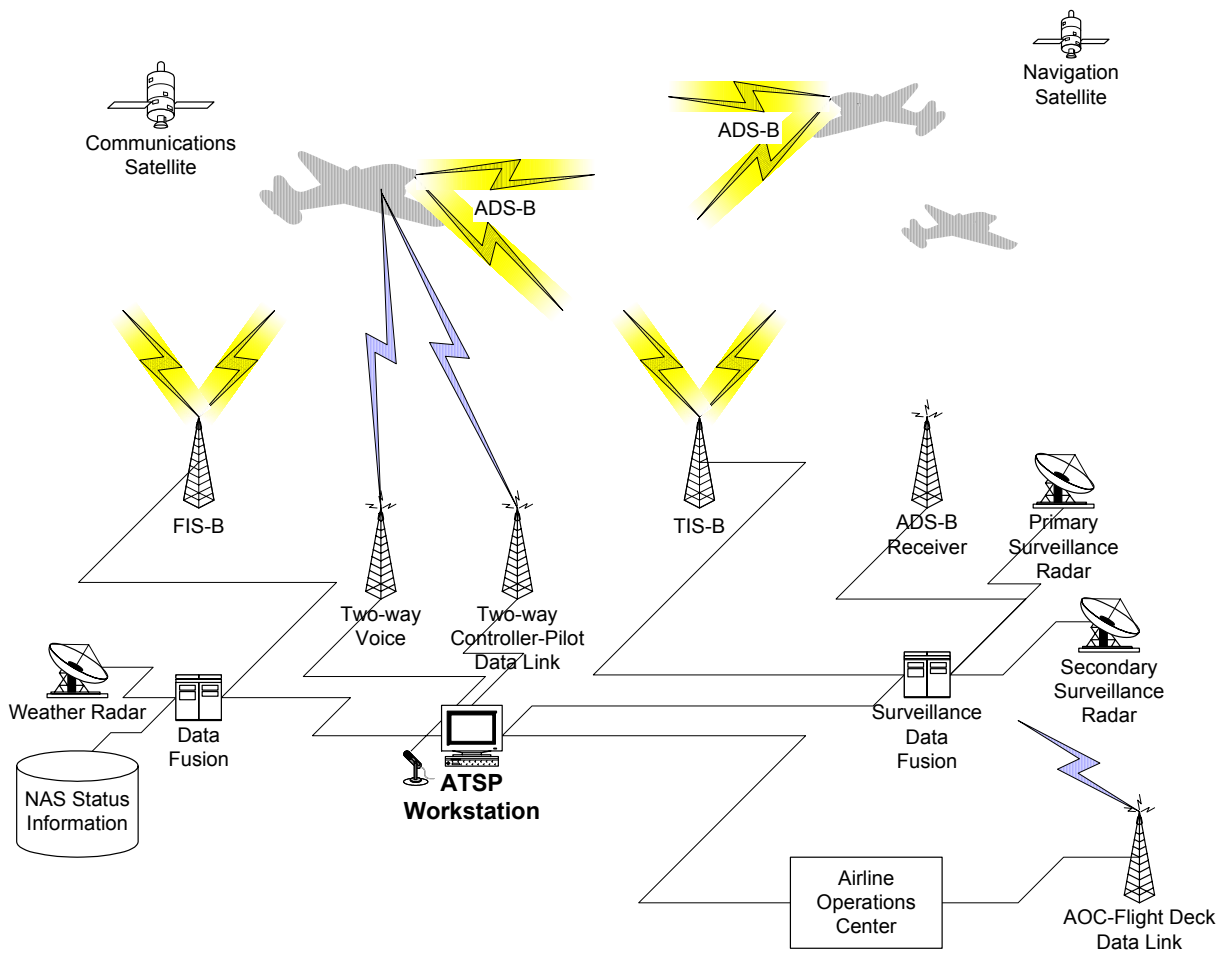 Navigation
Satellite
Communications
Satellite
ADS-B
ADS-B
FIS-B
TIS-B
ADS-B
Receiver
Primary
Surveillance
Radar
Two-way
Voice
Two-way
Controller-Pilot
Data Link
Weather Radar
Data
Fusion
NAS Status
Information
ATSP
Workstation
Surveillance
Data
Fusion
Secondary
Surveillance
Radar
Airline
Operations
Center
AOC-Flight Deck
Data Link